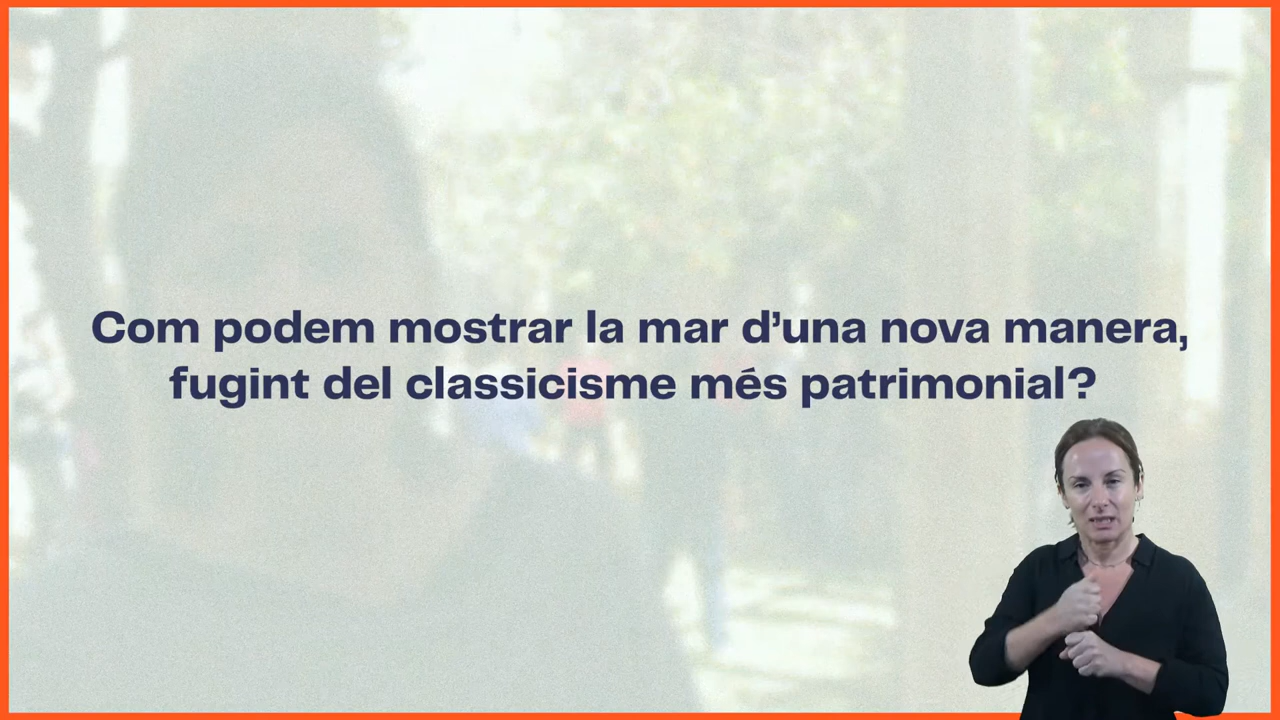 Com podem mostrar la mar d’una nova manera,
fugint del classicisme més patrimonial?